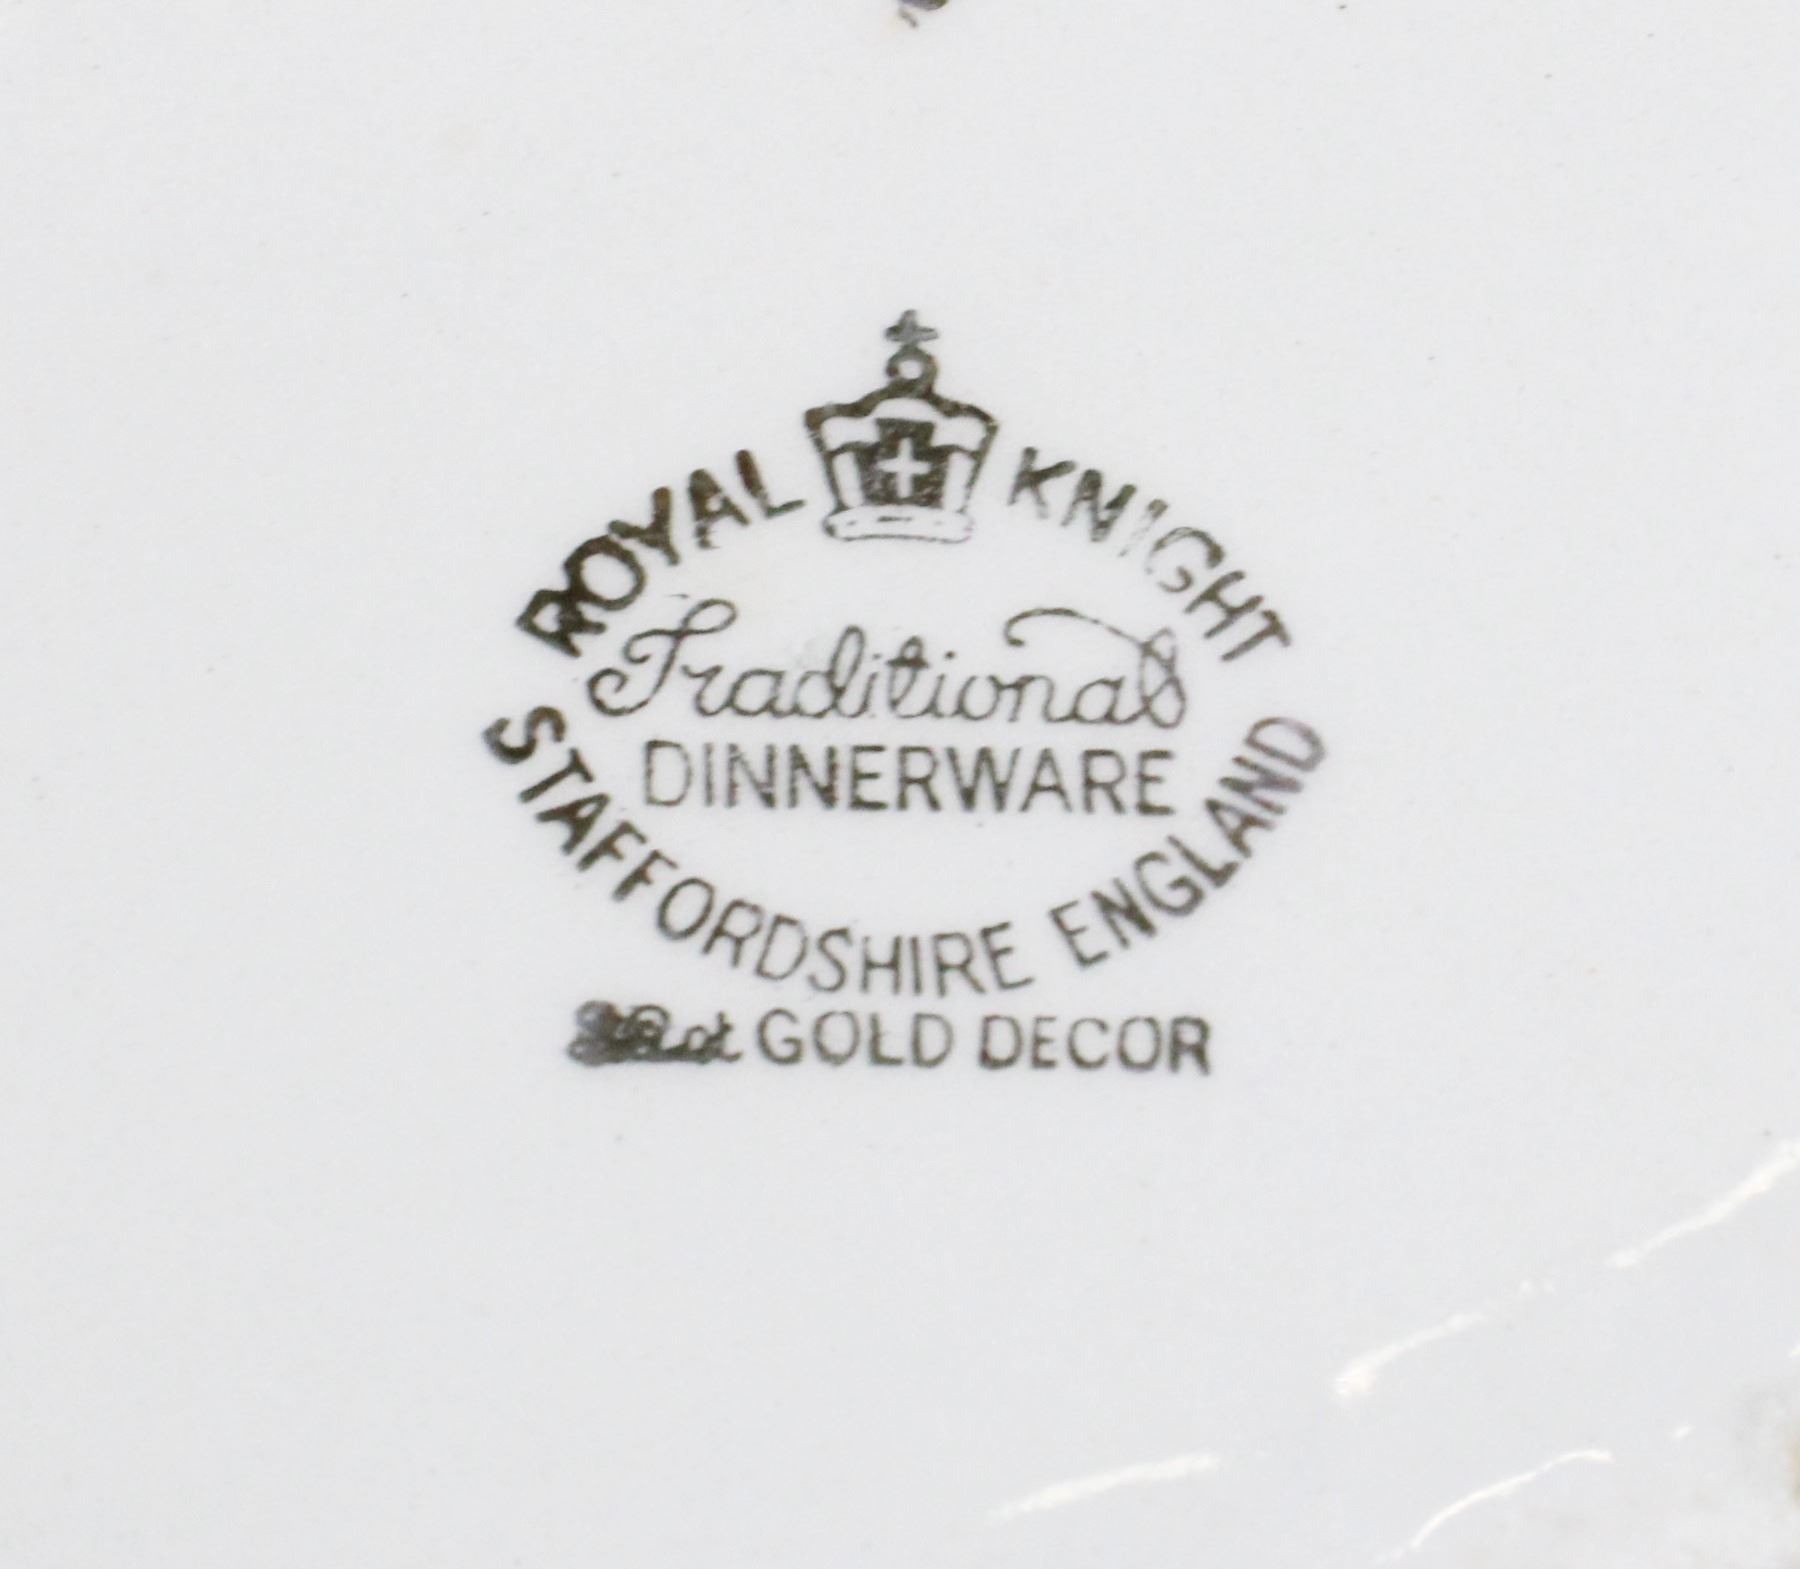 ROYAL KNIGHT
Traditional
DINNERWARE
STAFFORDSHIRE ENGLAND
GOLD DECOR